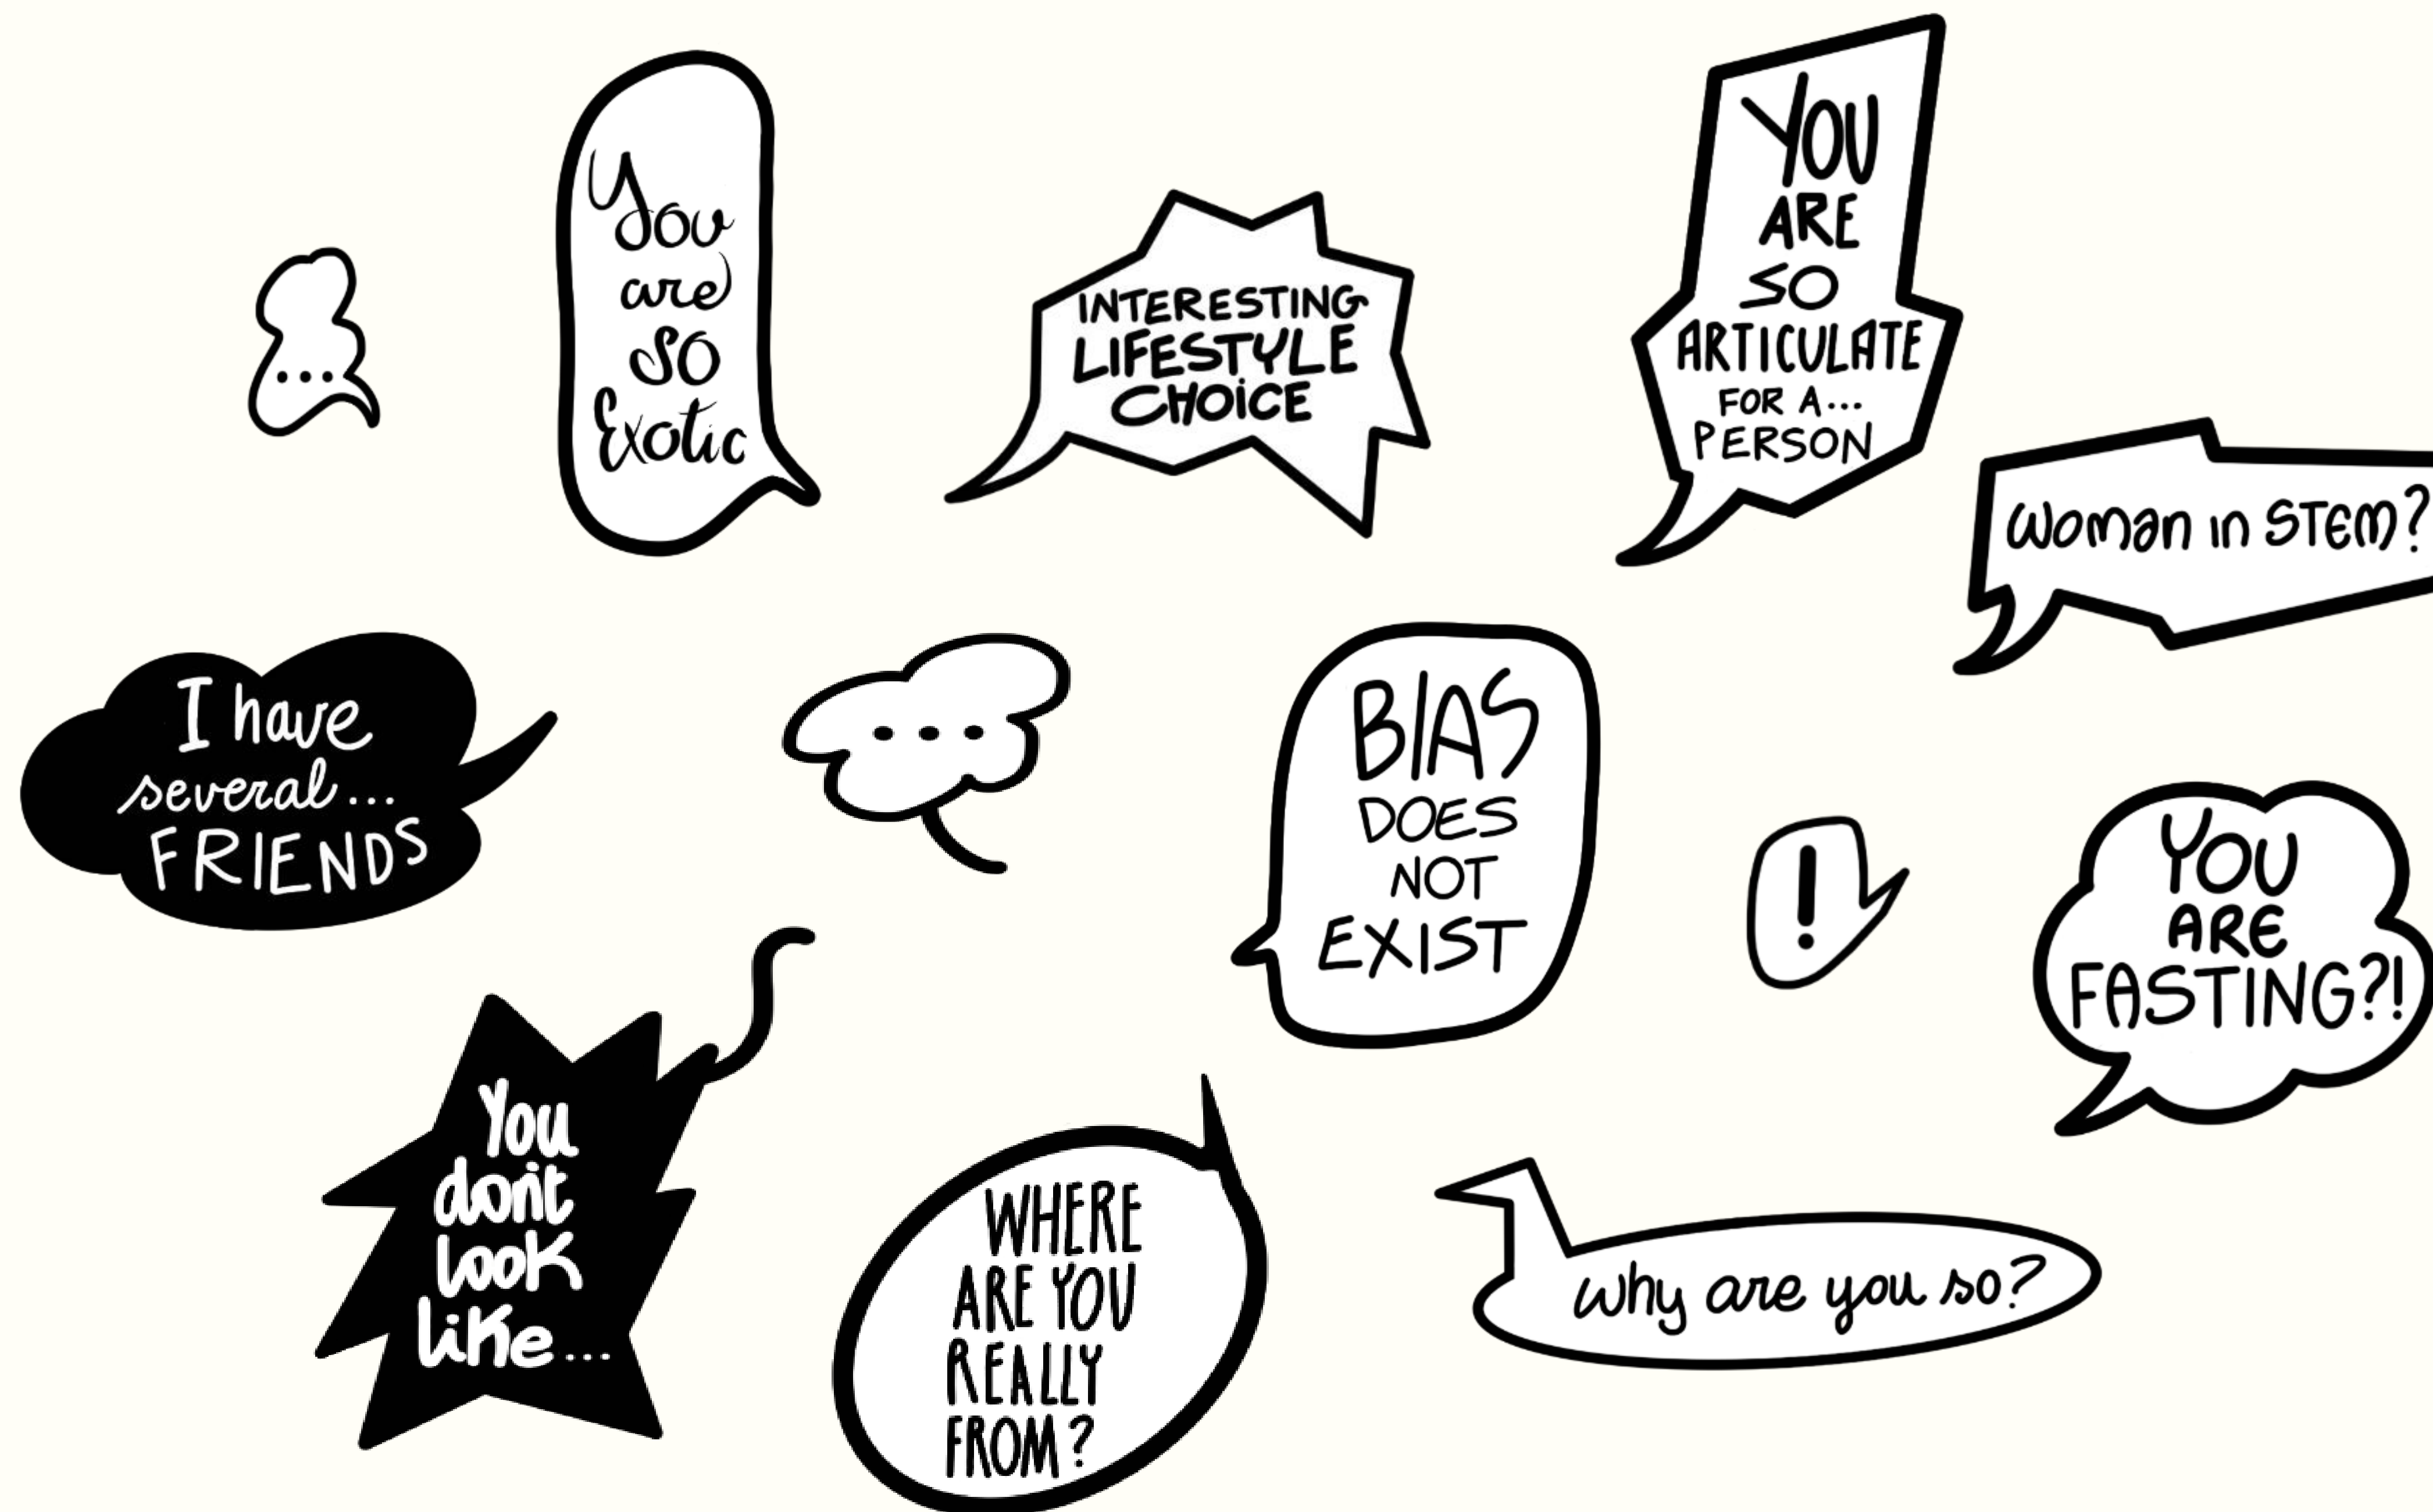 ...
You
are
SO
Exotic
INTERESTING
LIFESTYLE
CHOICE
YOU
ARE
SO
ARTICULATE
FOR A...
PERSON
woman in STEM?
I have
several...
FRIENDS
...
BIAS
DOES
NOT
EXIST
!
YOU
ARE
FASTING?!
You
don't
look
like...
WHERE
ARE YOU
REALLY
FROM?
why are you so?